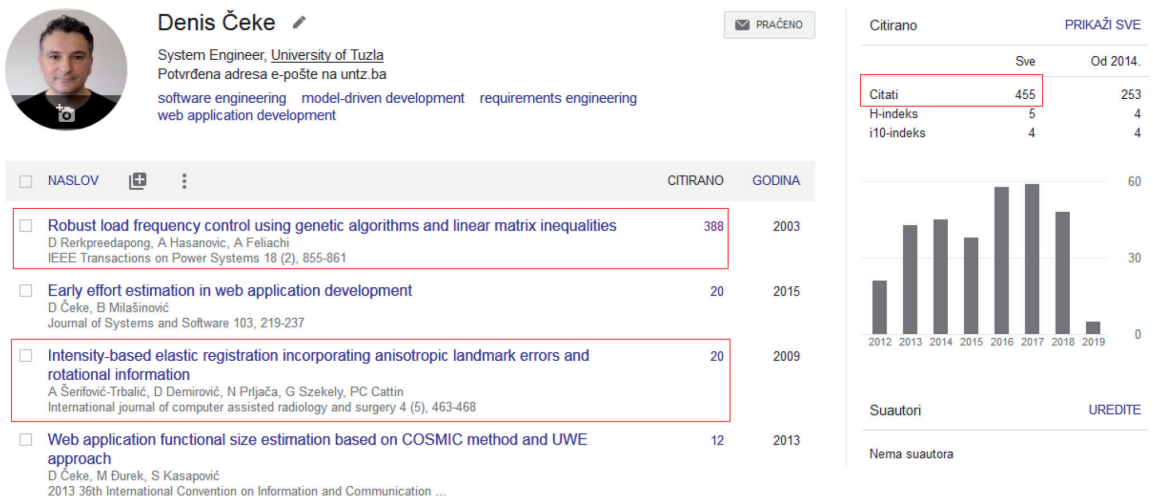 Denis Čeke
PRAĆENO
System Engineer, University of Tuzla
Potvrđena adresa e-pošte na untz.ba
software engineering model-driven development requirements engineering
web application development
NASLOV CITIRANO GODINA
Robust load frequency control using genetic algorithms and linear matrix inequalities 388 2003
D Rerkpreedapong, A Hasanovic, A Feliachi
IEEE Transactions on Power Systems 18 (2), 855-861
Early effort estimation in web application development 20 2015
D Čeke, B Milašinović
Journal of Systems and Software 103, 219-237
Intensity-based elastic registration incorporating anisotropic landmark errors and 20 2009
rotational information
A Šerifović-Trbalić, D Demirović, N Prljača, G Szekely, PC Cattin
International journal of computer assisted radiology and surgery 4 (5), 463-468
Web application functional size estimation based on COSMIC method and UWE 12 2013
approach
D Čeke, M Đurek, S Kasapović
2013 36th International Convention on Information and Communication ...
Citirano PRIKAŽI SVE
Sve Od 2014.
Citati 455 253
H-indeks 5 4
i10-indeks 4 4
60
30
0
2012 2013 2014 2015 2016 2017 2018 2019
Suautori UREDITE
Nema suautora